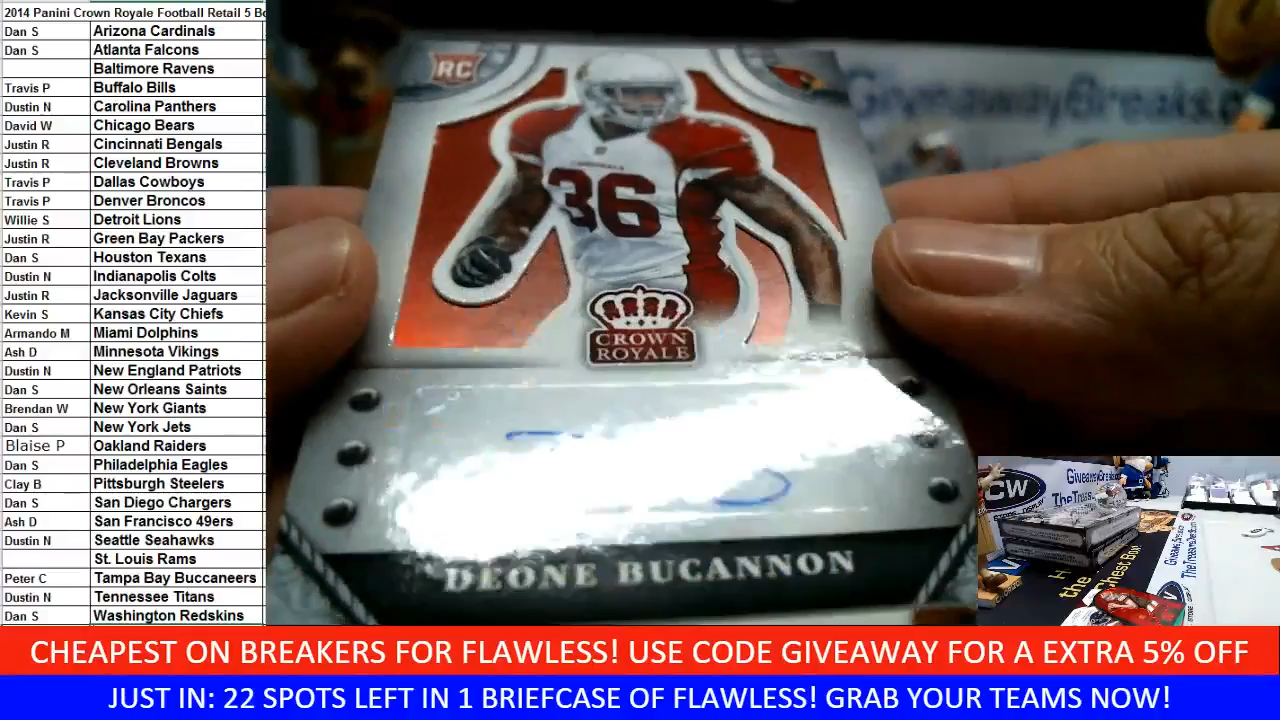 2014 Panini Crown Royale Football Retail 5 Bo
Dan S Arizona Cardinals
Dan S Atlanta Falcons
Baltimore Ravens
Travis P Buffalo Bills
Dustin N Carolina Panthers
David W Chicago Bears
Justin R Cincinnati Bengals
Justin R Cleveland Browns
Travis P Dallas Cowboys
Travis P Denver Broncos
Willie S Detroit Lions
Justin R Green Bay Packers
Dan S Houston Texans
Dustin N Indianapolis Colts
Justin R Jacksonville Jaguars
Kevin S Kansas City Chiefs
Armando M Miami Dolphins
Ash D Minnesota Vikings
Dustin N New England Patriots
Dan S New Orleans Saints
Brendan W New York Giants
Dan S New York Jets
Blaise P Oakland Raiders
Dan S Philadelphia Eagles
Clay B Pittsburgh Steelers
Dan S San Diego Chargers
Ash D San Francisco 49ers
Dustin N Seattle Seahawks
St. Louis Rams
Peter C Tampa Bay Buccaneers
Dustin N Tennessee Titans
Dan S Washington Redskins
RC
GiveawayBreaks
CARDINALS
36
CROWN
ROYALE
DEONE BUCANNON
CW
GiveawayBreaks
the
Chest
CHEAPEST ON BREAKERS FOR FLAWLESS! USE CODE GIVEAWAY FOR A EXTRA 5% OFF
JUST IN: 22 SPOTS LEFT IN 1 BRIEFCASE OF FLAWLESS! GRAB YOUR TEAMS NOW!